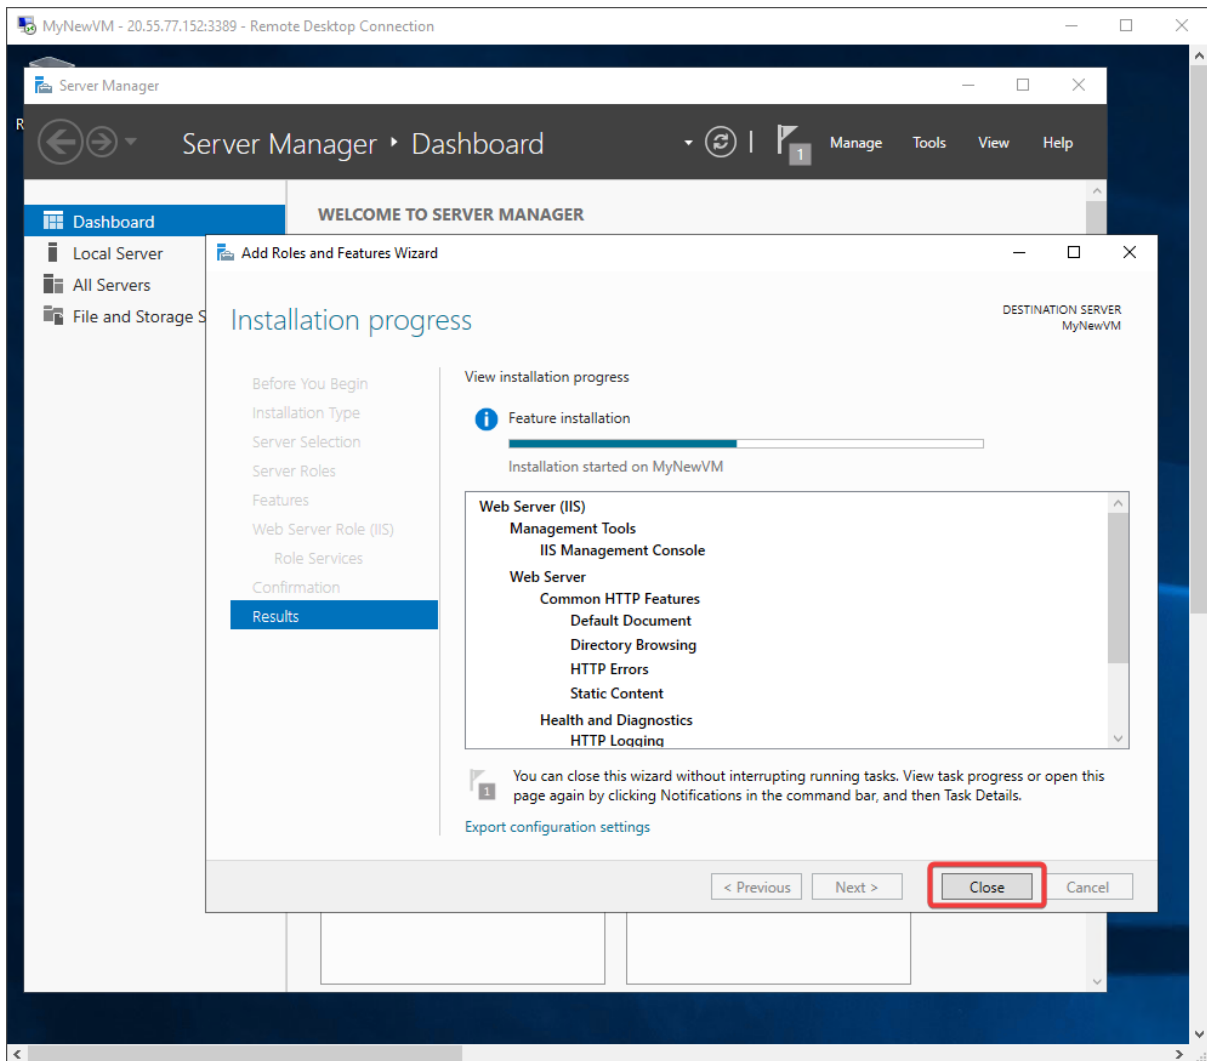 MyNewVM - 20.55.77.152:3389 - Remote Desktop Connection
Server Manager
R
Server Manager ‣ Dashboard
1
Manage
Tools
View
Help
Dashboard
Local Server
All Servers
File and Storage S
WELCOME TO SERVER MANAGER
Add Roles and Features Wizard
Installation progress
DESTINATION SERVER
MyNewVM
Before You Begin
Installation Type
Server Selection
Server Roles
Features
Web Server Role (IIS)
Role Services
Confirmation
Results
View installation progress
Feature installation
Installation started on MyNewVM
Web Server (IIS)
Management Tools
IIS Management Console
Web Server
Common HTTP Features
Default Document
Directory Browsing
HTTP Errors
Static Content
Health and Diagnostics
HTTP Logging
1
You can close this wizard without interrupting running tasks. View task progress or open this
page again by clicking Notifications in the command bar, and then Task Details.
Export configuration settings
< Previous
Next >
Close
Cancel